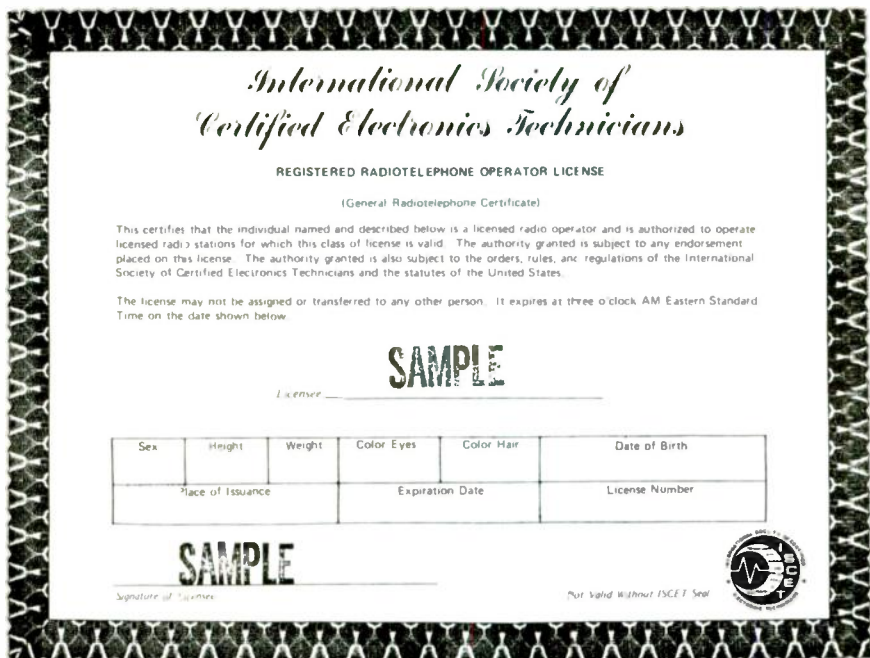 International Society of
Certified Electronics Technicians
REGISTERED RADIOTELEPHONE OPERATOR LICENSE
(General Radiotelephone Certificate)
This certifies that the individual named and described below is a licensed radio operator and is authorized to operate
licensed radio stations for which this class of license is valid. The authority granted is subject to any endorsement
placed on this license. The authority granted is also subject to the orders, rules, and regulations of the International
Society of Certified Electronics Technicians and the statutes of the United States.
The license may not be assigned or transferred to any other person. It expires at three o'clock AM Eastern Standard
Time on the date shown below
SAMPLE
Licensee
Sex Height Weight Color Eyes Color Hair Date of Birth
Place of Issuance Expiration Date License Number
SAMPLE
Signature of Licensee
Not Valid Without ISCET Seal
INTERNATIONAL SOCIETY OF CERTIFIED
ISCET
ELECTRONIC TECHNICIANS